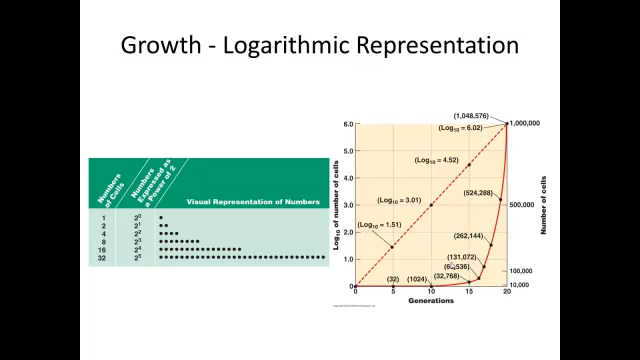 Growth - Logarithmic Representation
Numbers of Cells
Numbers Expressed as a Power of 2
Visual Representation of Numbers
1 2⁰
2 2¹
4 2²
8 2³
16 2⁴
32 2⁵
Log₁₀ of number of cells
6.0
5.0
4.0
3.0
2.0
1.0
0
(1,048,576)
(Log₁₀ = 6.02)
(Log₁₀ = 4.52)
(Log₁₀ = 3.01)
(Log₁₀ = 1.51)
(524,288)
(262,144)
(131,072)
(32,768)
(32)
(1024)
1,000,000
500,000
100,000
10,000
Number of cells
0 5 10 15 20
Generations